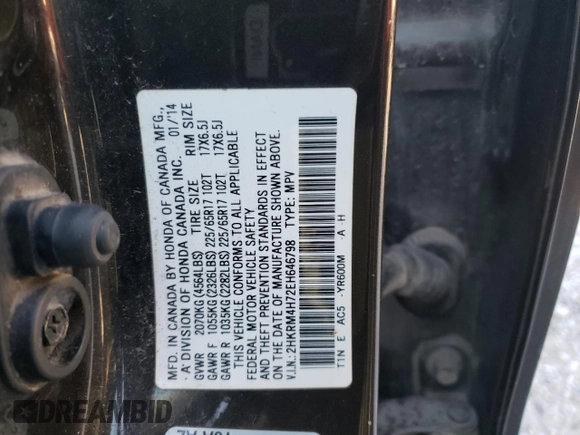 MFD. IN CANADA BY HONDA OF CANADA MFG.,
A DIVISION OF HONDA CANADA INC. 01/'14
GVWR 2070KG(4564LBS) TIRE SIZE RIM SIZE
GAWR F 1055KG(2326LBS) 225/65R17 102T 17X6.5J
GAWR R 1035KG(2282LBS) 225/65R17 102T 17X6.5J
THIS VEHICLE CONFORMS TO ALL APPLICABLE
FEDERAL MOTOR VEHICLE SAFETY
AND THEFT PREVENTION STANDARDS IN EFFECT
ON THE DATE OF MANUFACTURE SHOWN ABOVE.
V.I.N.: 2HKRM4H72EH646798 TYPE: MPV
T1N E AC5 -YR600M -A -H
DREAMBID